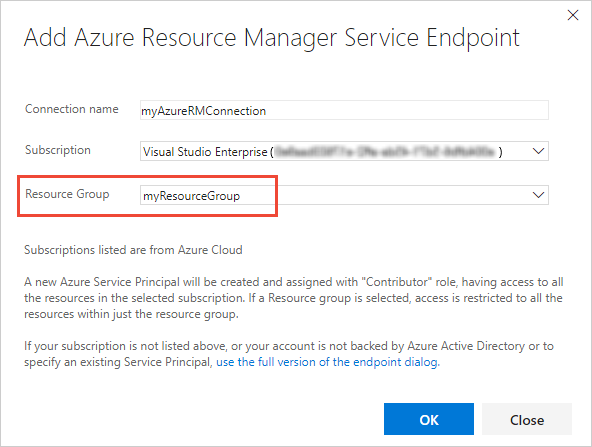 Add Azure Resource Manager Service Endpoint
Connection name myAzureRMConnection
Subscription Visual Studio Enterprise ( )
Resource Group myResourceGroup
Subscriptions listed are from Azure Cloud
A new Azure Service Principal will be created and assigned with "Contributor" role, having access to all
the resources in the selected subscription. If a Resource group is selected, access is restricted to all the
resources within just the resource group.
If your subscription is not listed above, or your account is not backed by Azure Active Directory or to
specify an existing Service Principal, use the full version of the endpoint dialog.
OK Close